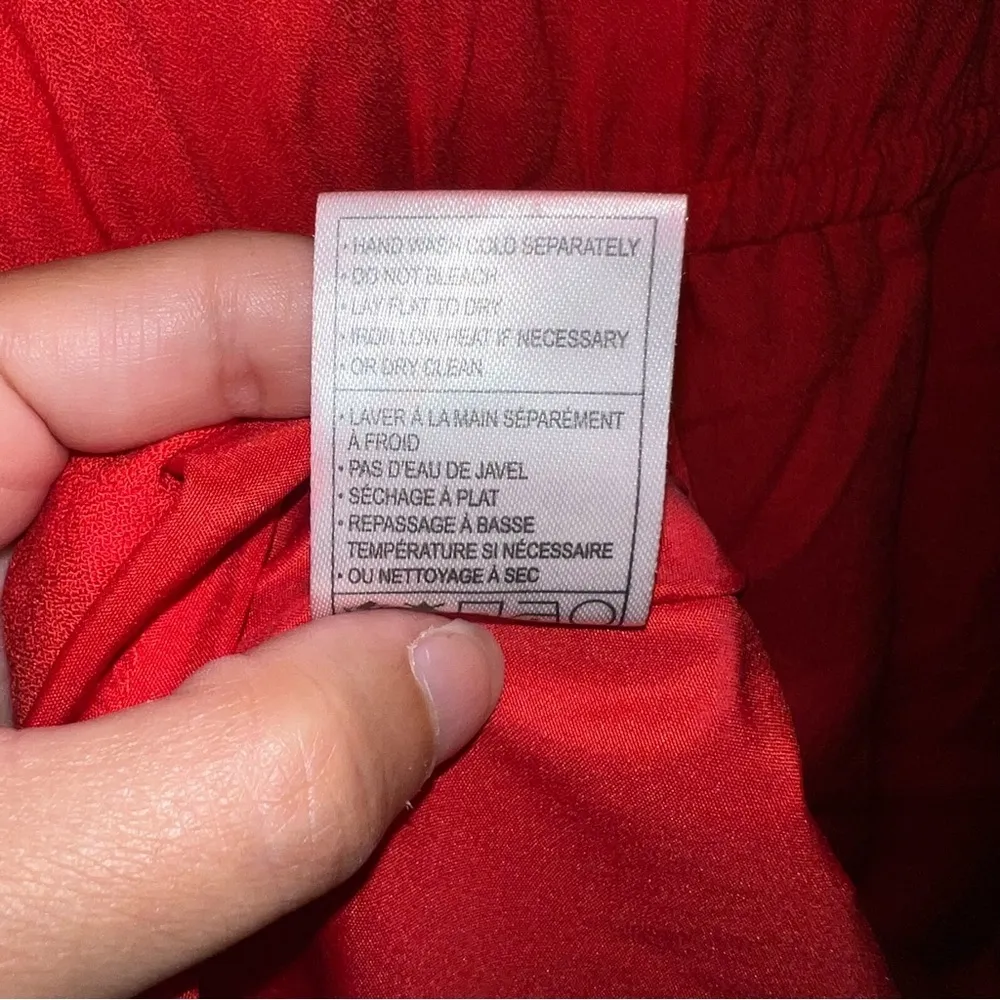 • HAND WASH COLD SEPARATELY
• DO NOT BLEACH
• LAY FLAT TO DRY
• IRON LOW HEAT IF NECESSARY
• OR DRY CLEAN
• LAVER À LA MAIN SÉPARÉMENT
À FROID
• PAS D'EAU DE JAVEL
• SÉCHAGE À PLAT
• REPASSAGE À BASSE
TEMPÉRATURE SI NÉCESSAIRE
• OU NETTOYAGE À SEC